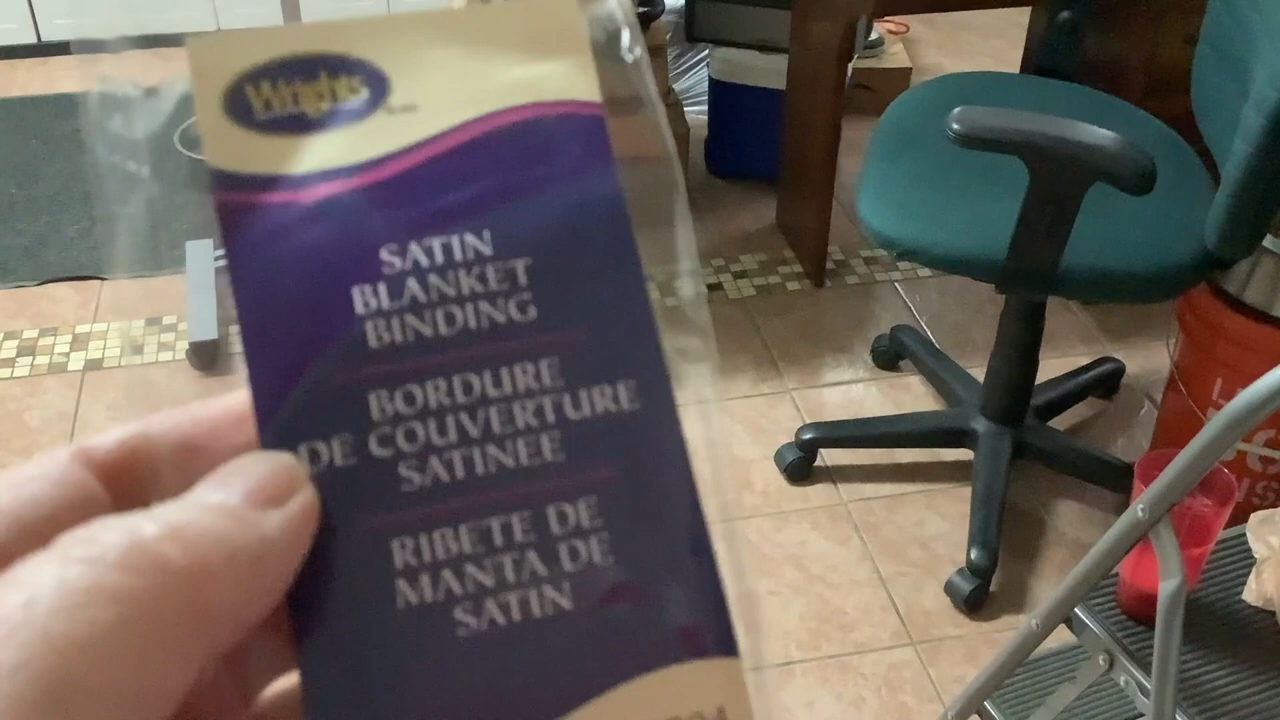 Wrights
SATIN
BLANKET
BINDING
BORDURE
DE COUVERTURE
SATINEE
RIBETE DE
MANTA DE
SATIN